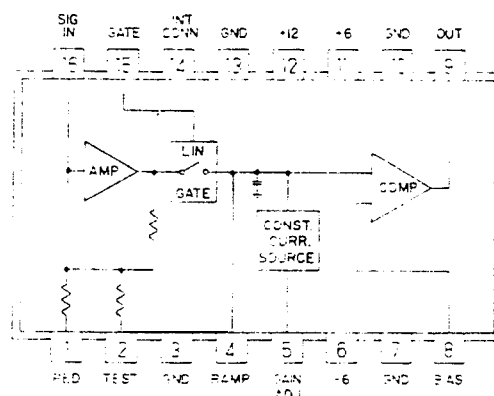 SIG IN GATE INT CONN GND +12 +6 GND OUT
16 15 14 13 12 11 10 9
AMP
LIN GATE
COMP
CONST. CURR. SOURCE
1 2 3 4 5 6 7 8
PED TEST GND RAMP GAIN ADJ -6 GND BIAS